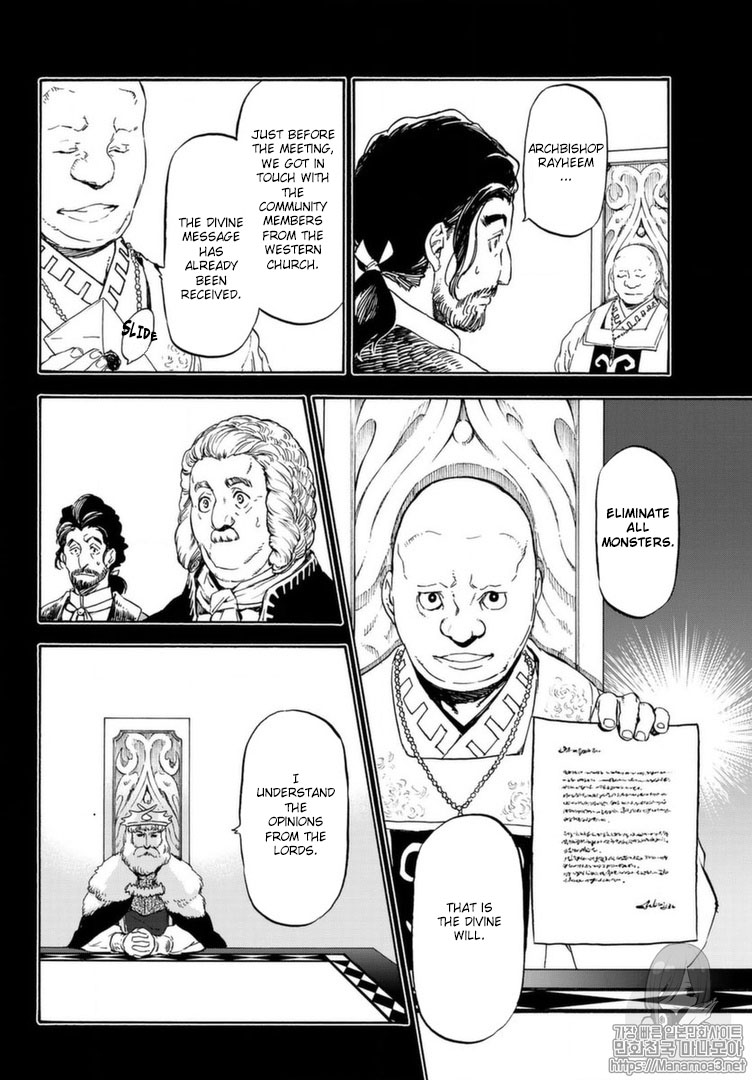 ARCHBISHOP
RAYHEEM
...
JUST BEFORE
THE MEETING,
WE GOT IN
TOUCH WITH
THE
COMMUNITY
MEMBERS
FROM THE
WESTERN
CHURCH.
THE DIVINE
MESSAGE
HAS
ALREADY
BEEN
RECEIVED.
SLIDE
ELIMINATE
ALL
MONSTERS.
THAT IS
THE DIVINE
WILL.
I
UNDERSTAND
THE
OPINIONS
FROM THE
LORDS.
가장 빠른 일본만화사이트
만화천국 마나모아
https://Manamoa3.net